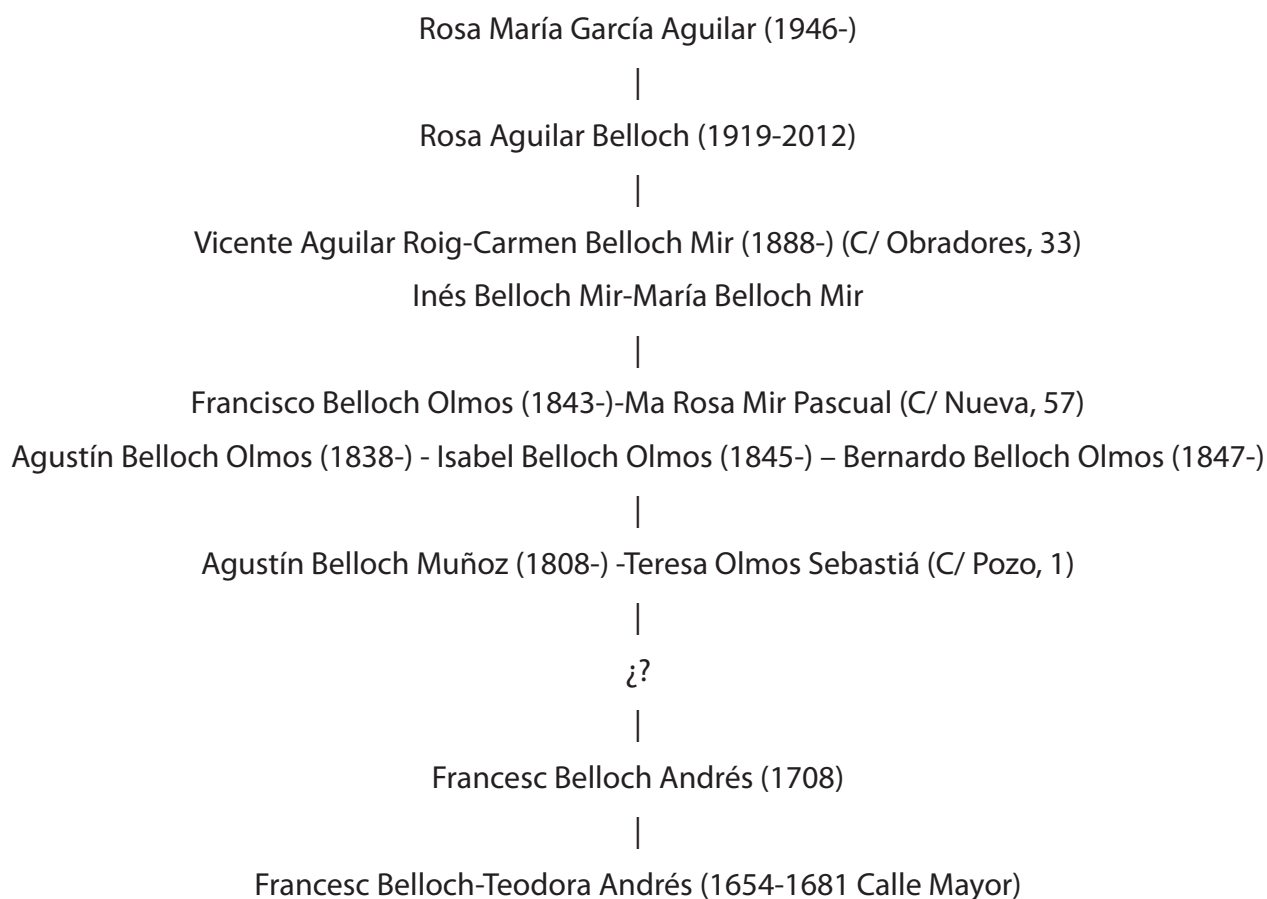 Rosa María García Aguilar (1946-)
|
Rosa Aguilar Belloch (1919-2012)
|
Vicente Aguilar Roig-Carmen Belloch Mir (1888-) (C/ Obradores, 33)
Inés Belloch Mir-María Belloch Mir
|
Francisco Belloch Olmos (1843-)-Ma Rosa Mir Pascual (C/ Nueva, 57)
Agustín Belloch Olmos (1838-) - Isabel Belloch Olmos (1845-) – Bernardo Belloch Olmos (1847-)
|
Agustín Belloch Muñoz (1808-) -Teresa Olmos Sebastiá (C/ Pozo, 1)
|
¿?
|
Francesc Belloch Andrés (1708)
|
Francesc Belloch-Teodora Andrés (1654-1681 Calle Mayor)